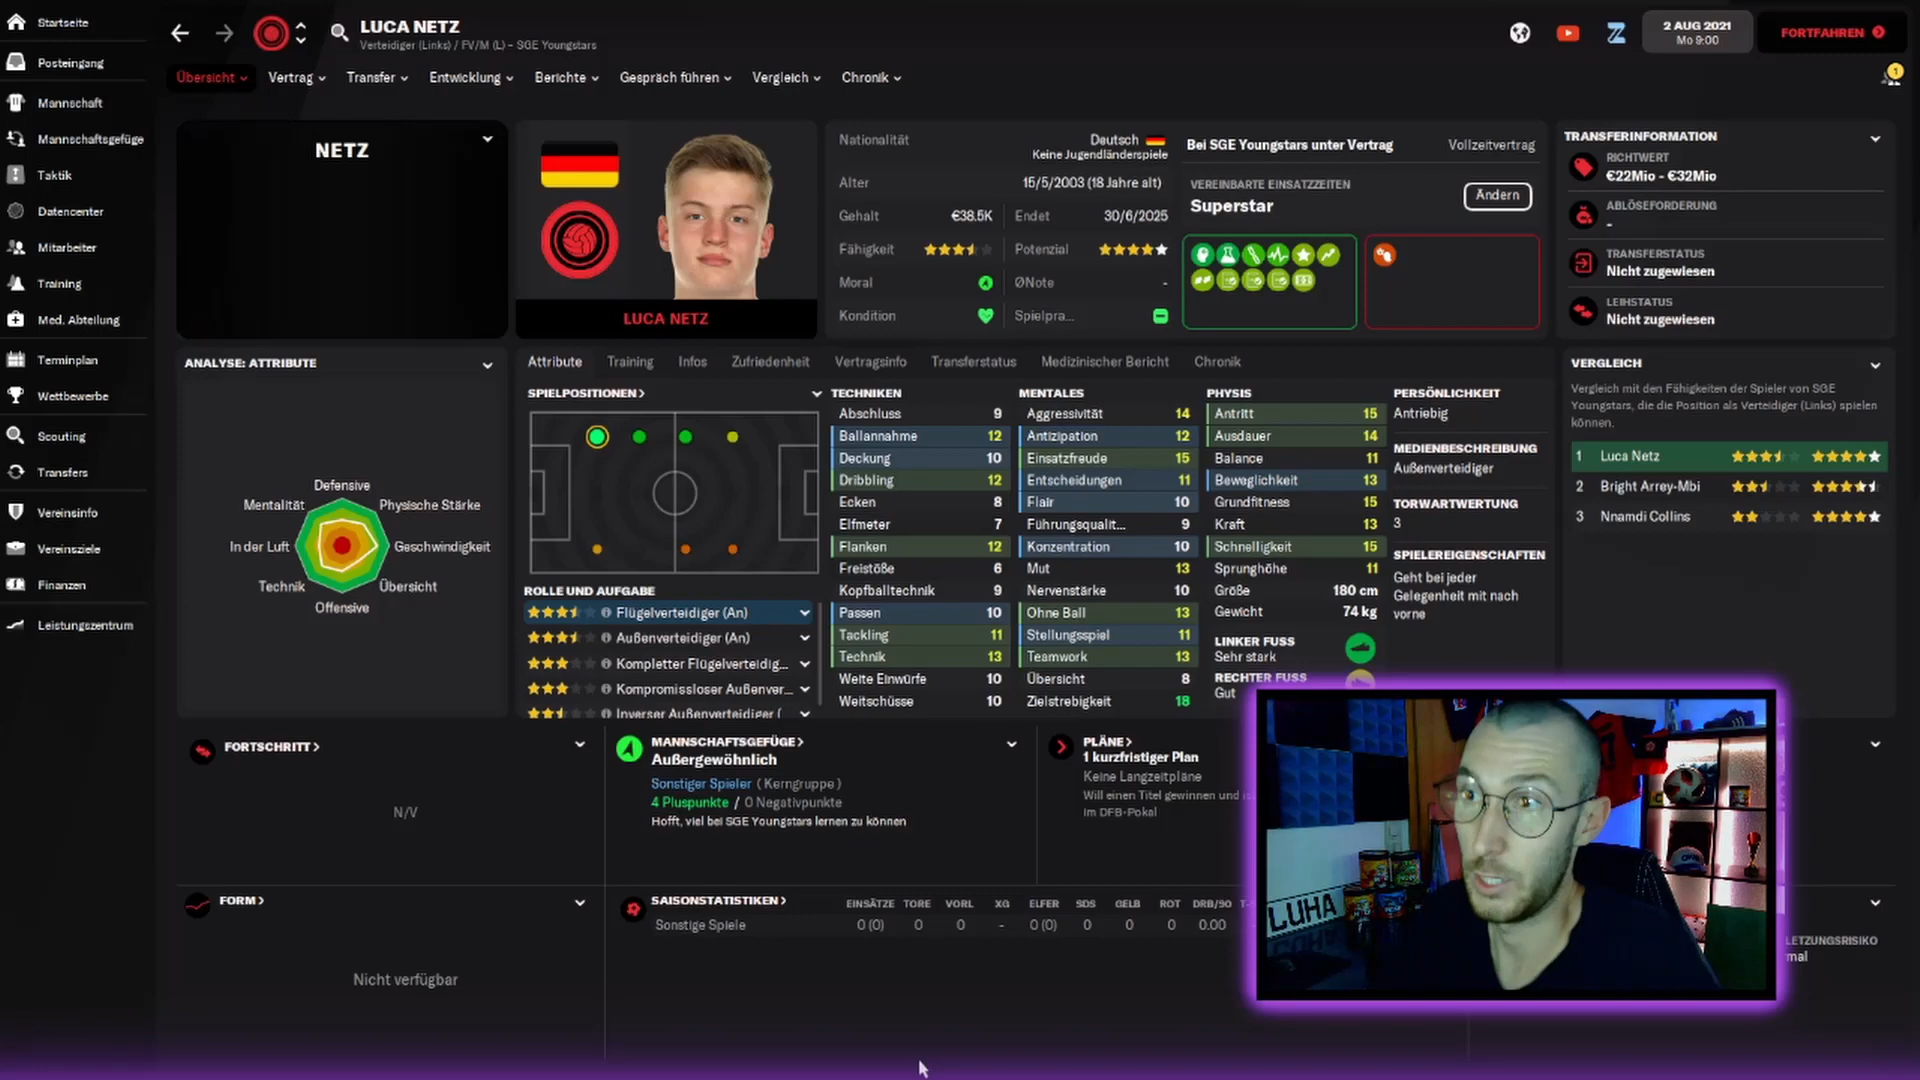 Startseite
Posteingang
Mannschaft
Mannschaftsgefüge
Taktik
Datencenter
Mitarbeiter
Training
Med. Abteilung
Terminplan
Wettbewerbe
Scouting
Transfers
Vereinsinfo
Vereinsziele
Finanzen
Leistungszentrum
LUCA NETZ
Verteidiger (Links) / FV/M (L) - SGE Youngstars
2 AUG 2021
Mo 9:00
FORTFAHREN
1
Übersicht Vertrag Transfer Entwicklung Berichte Gespräch führen Vergleich Chronik
NETZ
LUCA NETZ
Nationalität Deutsch
Keine Jugendländerspiele
Alter 15/5/2003 (18 Jahre alt)
Gehalt €38.5K Endet 30/6/2025
Fähigkeit Potenzial
Moral ØNote -
Kondition Spielpra...
Bei SGE Youngstars unter Vertrag Vollzeitvertrag
VEREINBARTE EINSATZZEITEN
Superstar
Ändern
TRANSFERINFORMATION
RICHTWERT
€22Mio - €32Mio
ABLÖSEFORDERUNG
-
TRANSFERSTATUS
Nicht zugewiesen
LEIHSTATUS
Nicht zugewiesen
ANALYSE: ATTRIBUTE
Defensive
Mentalität Physische Stärke
In der Luft Geschwindigkeit
Technik Übersicht
Offensive
Attribute Training Infos Zufriedenheit Vertragsinfo Transferstatus Medizinischer Bericht Chronik
SPIELPOSITIONEN
ROLLE UND AUFGABE
Flügelverteidiger (An)
Außenverteidiger (An)
Kompletter Flügelverteidig...
Kompromissloser Außenver...
Inverser Außenverteidiger (
TECHNIKEN
Abschluss 9
Ballannahme 12
Deckung 10
Dribbling 12
Ecken 8
Elfmeter 7
Flanken 12
Freistöße 6
Kopfballtechnik 9
Passen 10
Tackling 11
Technik 13
Weite Einwürfe 10
Weitschüsse 10
MENTALES
Aggressivität 14
Antizipation 12
Einsatzfreude 15
Entscheidungen 11
Flair 10
Führungsqualit... 9
Konzentration 10
Mut 13
Nervenstärke 10
Ohne Ball 13
Stellungsspiel 11
Teamwork 13
Übersicht 8
Zielstrebigkeit 18
PHYSIS
Antritt 15
Ausdauer 14
Balance 11
Beweglichkeit 13
Grundfitness 15
Kraft 13
Schnelligkeit 15
Sprunghöhe 11
Größe 180 cm
Gewicht 74 kg
LINKER FUSS
Sehr stark
RECHTER FUSS
Gut
PERSÖNLICHKEIT
Antriebig
MEDIENBESCHREIBUNG
Außenverteidiger
TORWARTWERTUNG
3
SPIELEREIGENSCHAFTEN
Geht bei jeder
Gelegenheit mit nach
vorne
VERGLEICH
Vergleich mit den Fähigkeiten der Spieler von SGE
Youngstars, die die Position als Verteidiger (Links) spielen
können.
1 Luca Netz
2 Bright Arrey-Mbi
3 Nnamdi Collins
FORTSCHRITT
N/V
MANNSCHAFTSGEFÜGE
Außergewöhnlich
Sonstiger Spieler (Kerngruppe)
4 Pluspunkte / 0 Negativpunkte
Hofft, viel bei SGE Youngstars lernen zu können
PLÄNE
1 kurzfristiger Plan
Keine Langzeitpläne
Will einen Titel gewinnen und
im DFB-Pokal
FORM
Nicht verfügbar
SAISONSTATISTIKEN EINSÄTZE TORE VORL XG ELFER SDS GELB ROT DRB/90
Sonstige Spiele 0 (0) 0 0 - 0 (0) 0 0 0 0.00
LETZUNGSRISIKO
mal
LUHA